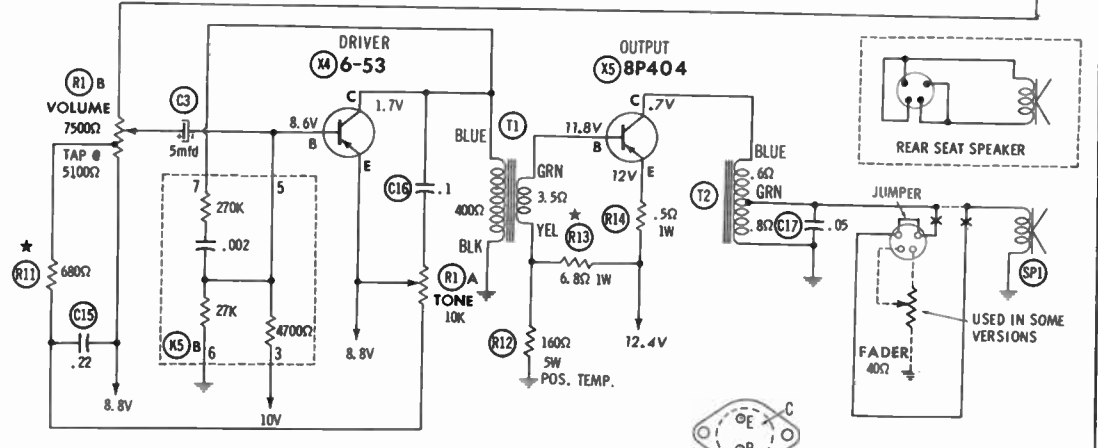 DRIVER
X4 6-53
OUTPUT
X5 8P404
R1 B
VOLUME
7500Ω
TAP @
5100Ω
C3
5mfd
8.6V
C
1.7V
B
E
BLUE
T1
11.8V
B
C
.7V
12V
E
BLUE
.6Ω
GRN
T2
.8Ω
C17
.05
REAR SEAT SPEAKER
JUMPER
SP1
C16
.1
400Ω
GRN
3.5Ω
YEL
BLK
R14
.5Ω
1W
★
R13
6.8Ω 1W
7
5
270K
.002
27K
4700Ω
K5 B
6
3
★
R11
680Ω
C15
.22
8.8V
10V
8.8V
R1 A
TONE
10K
R12
160Ω
5W
POS. TEMP.
12.4V
FADER
40Ω
USED IN SOME
VERSIONS
E
C
B